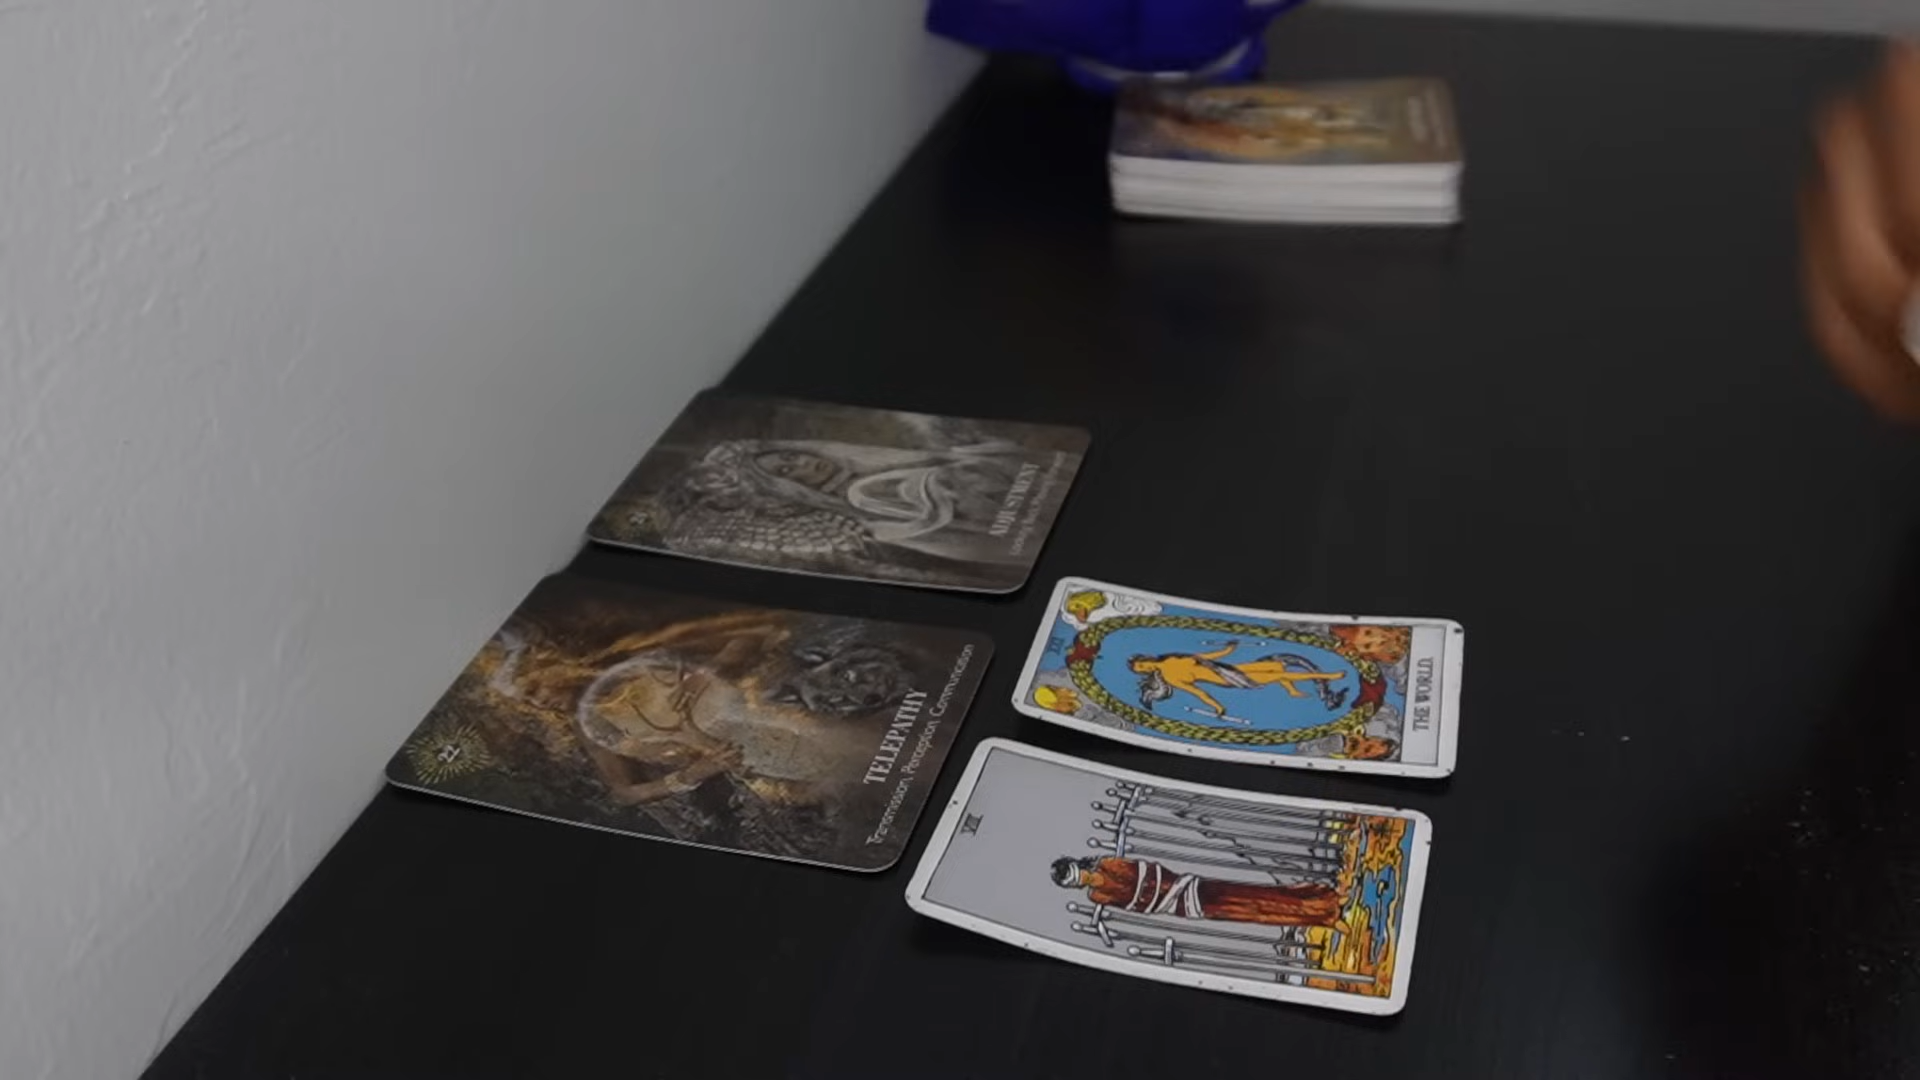 ADJUSTMENT
22
TELEPATHY
Transmission, Perception, Communication
XXI
THE WORLD.
VIII